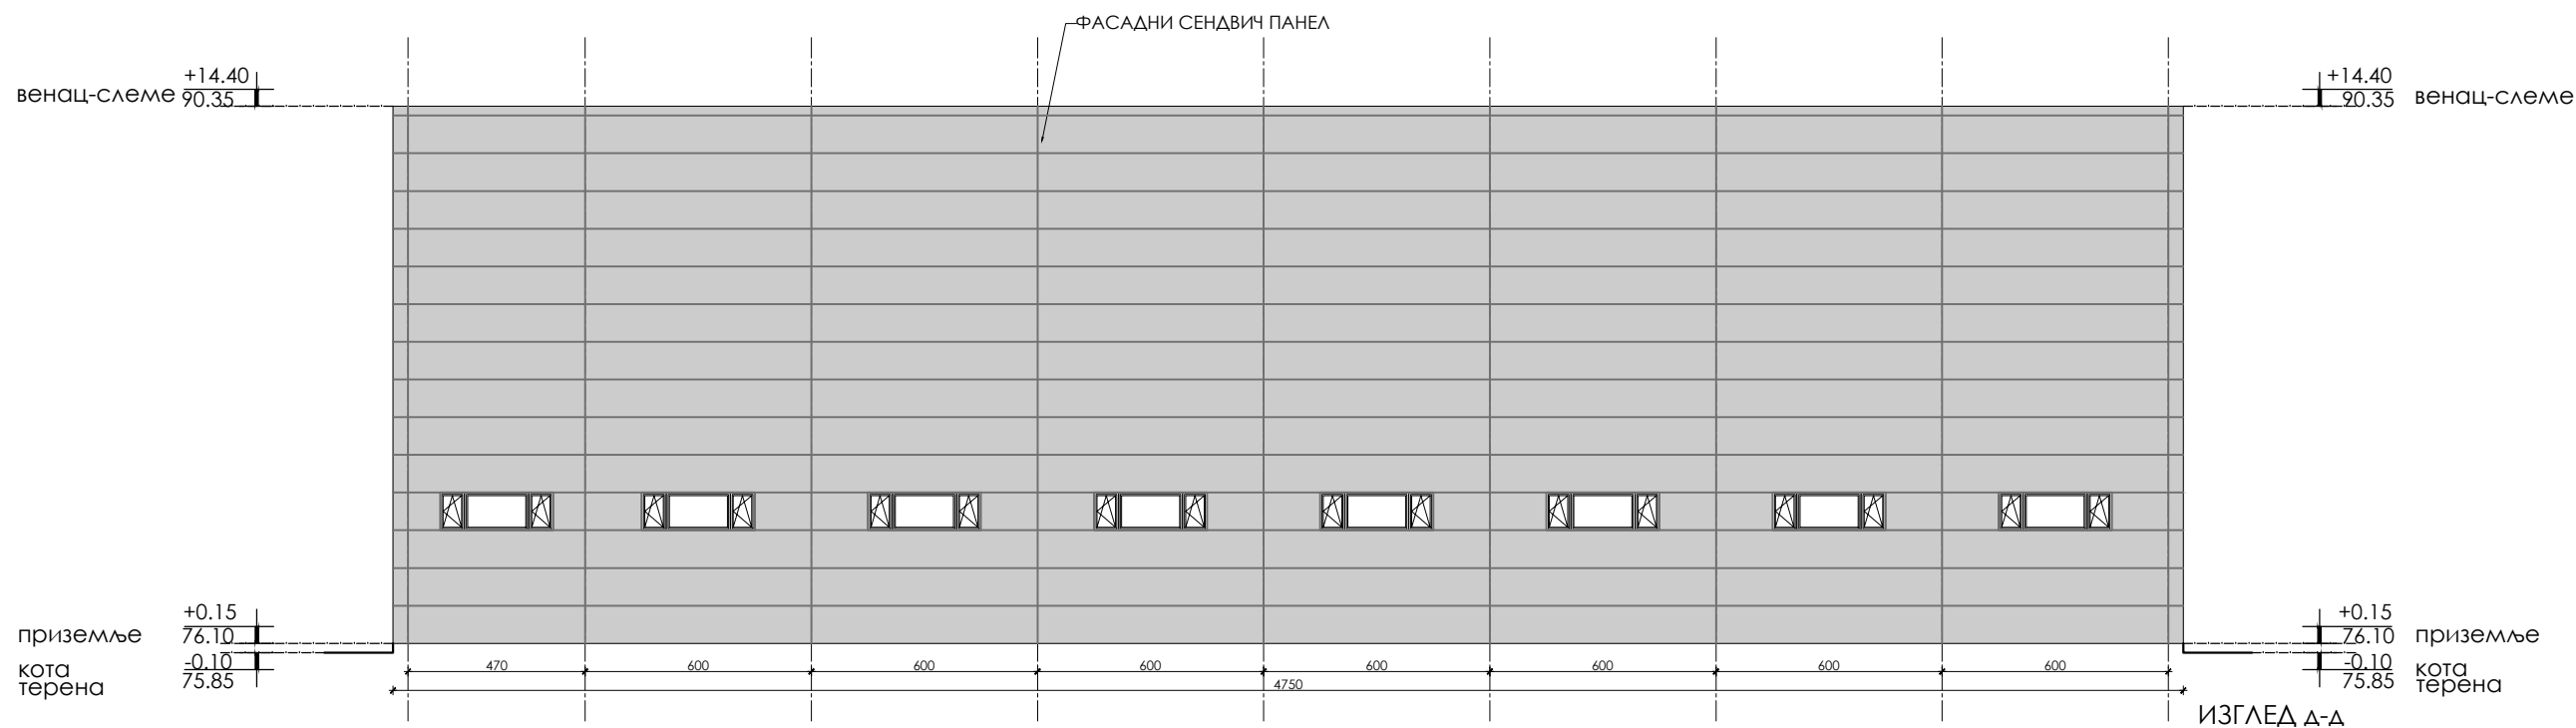 ФАСАДНИ СЕНДВИЧ ПАНЕЛ
+14.40
венац-слеме 90.35
+14.40
90.35 венац-слеме
+0.15
приземље 76.10
-0.10
кота
терена 75.85
+0.15
76.10 приземље
-0.10
кота
75.85 терена
470 600 600 600 600 600 600 600
4750
ИЗГЛЕД д-д